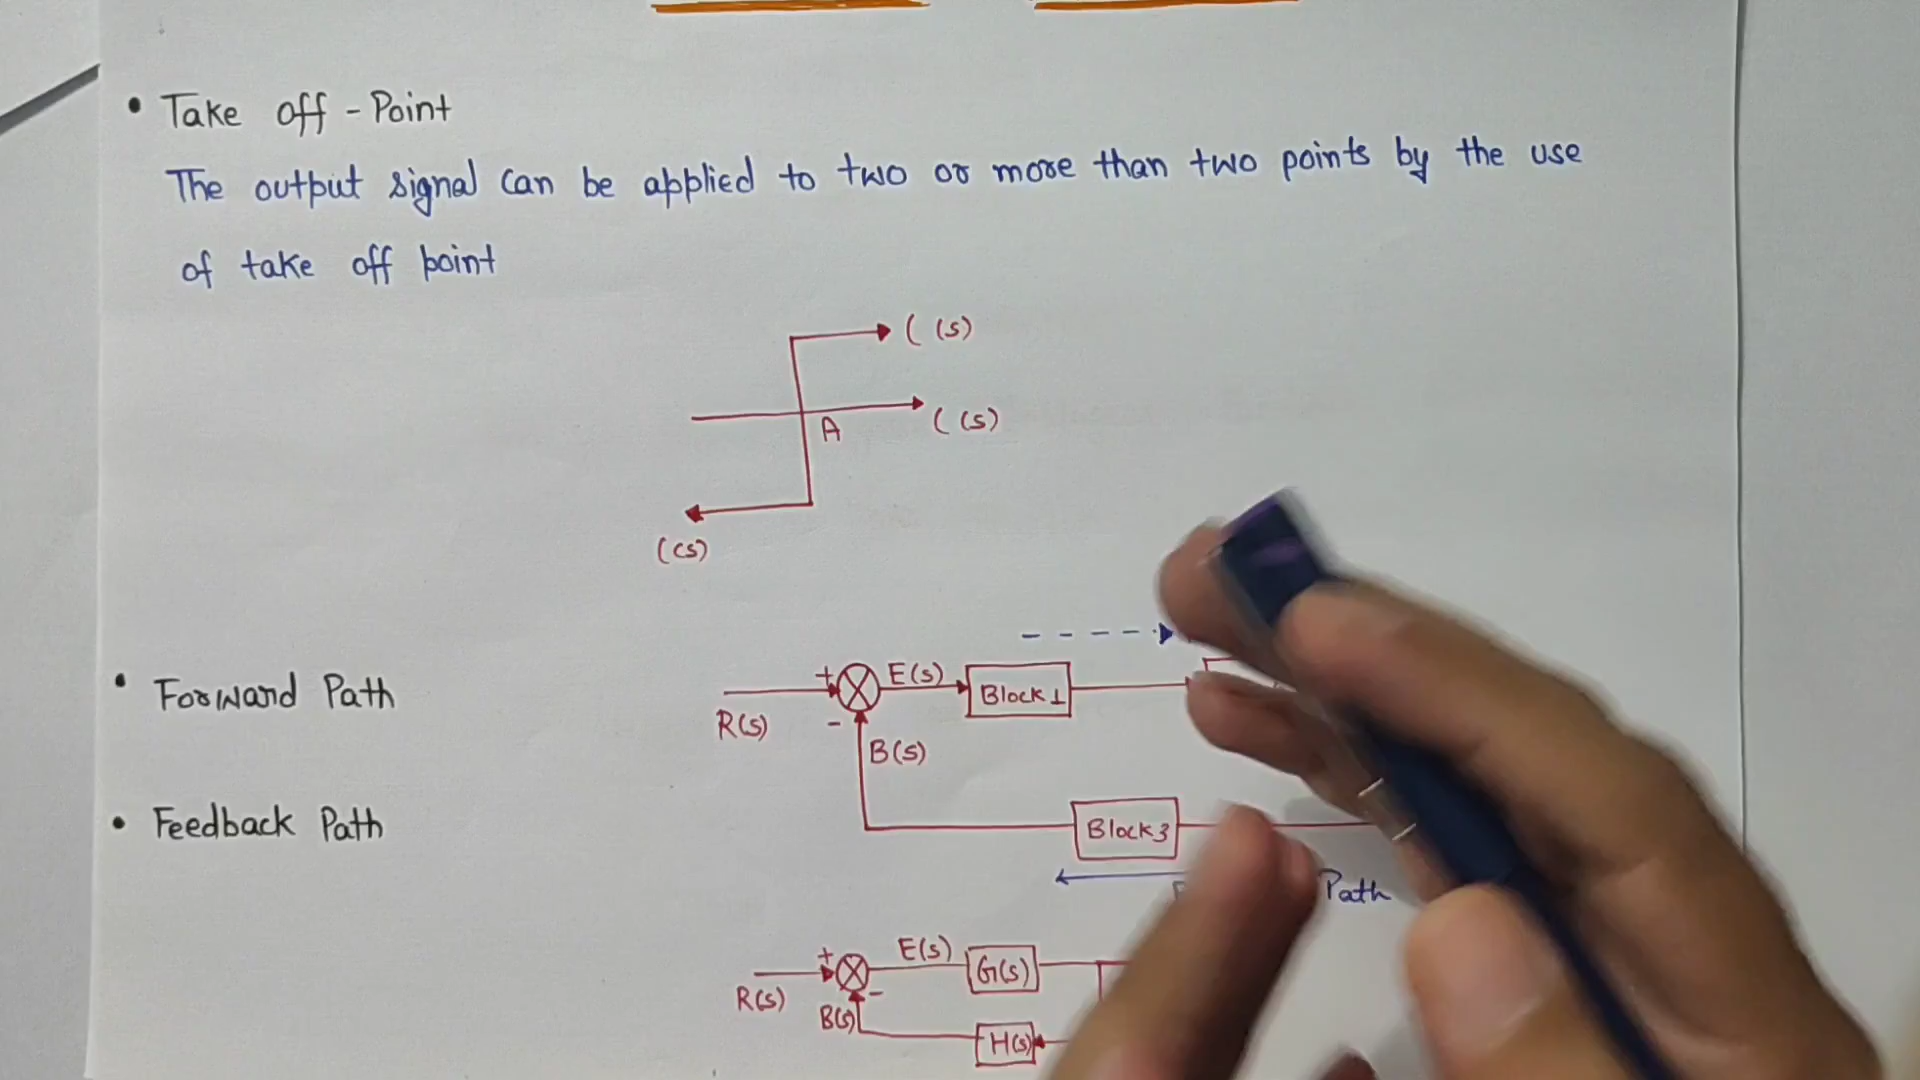 • Take off - Point
The output signal can be applied to two or more than two points by the use
of take off point
C(s)
A
C(s)
C(s)
• Forward Path
+ E(s) Block 1
R(s) -
B(s)
• Feedback Path
Block 3
Path
+ E(s) G(s)
R(s) -
B(s)
H(s)